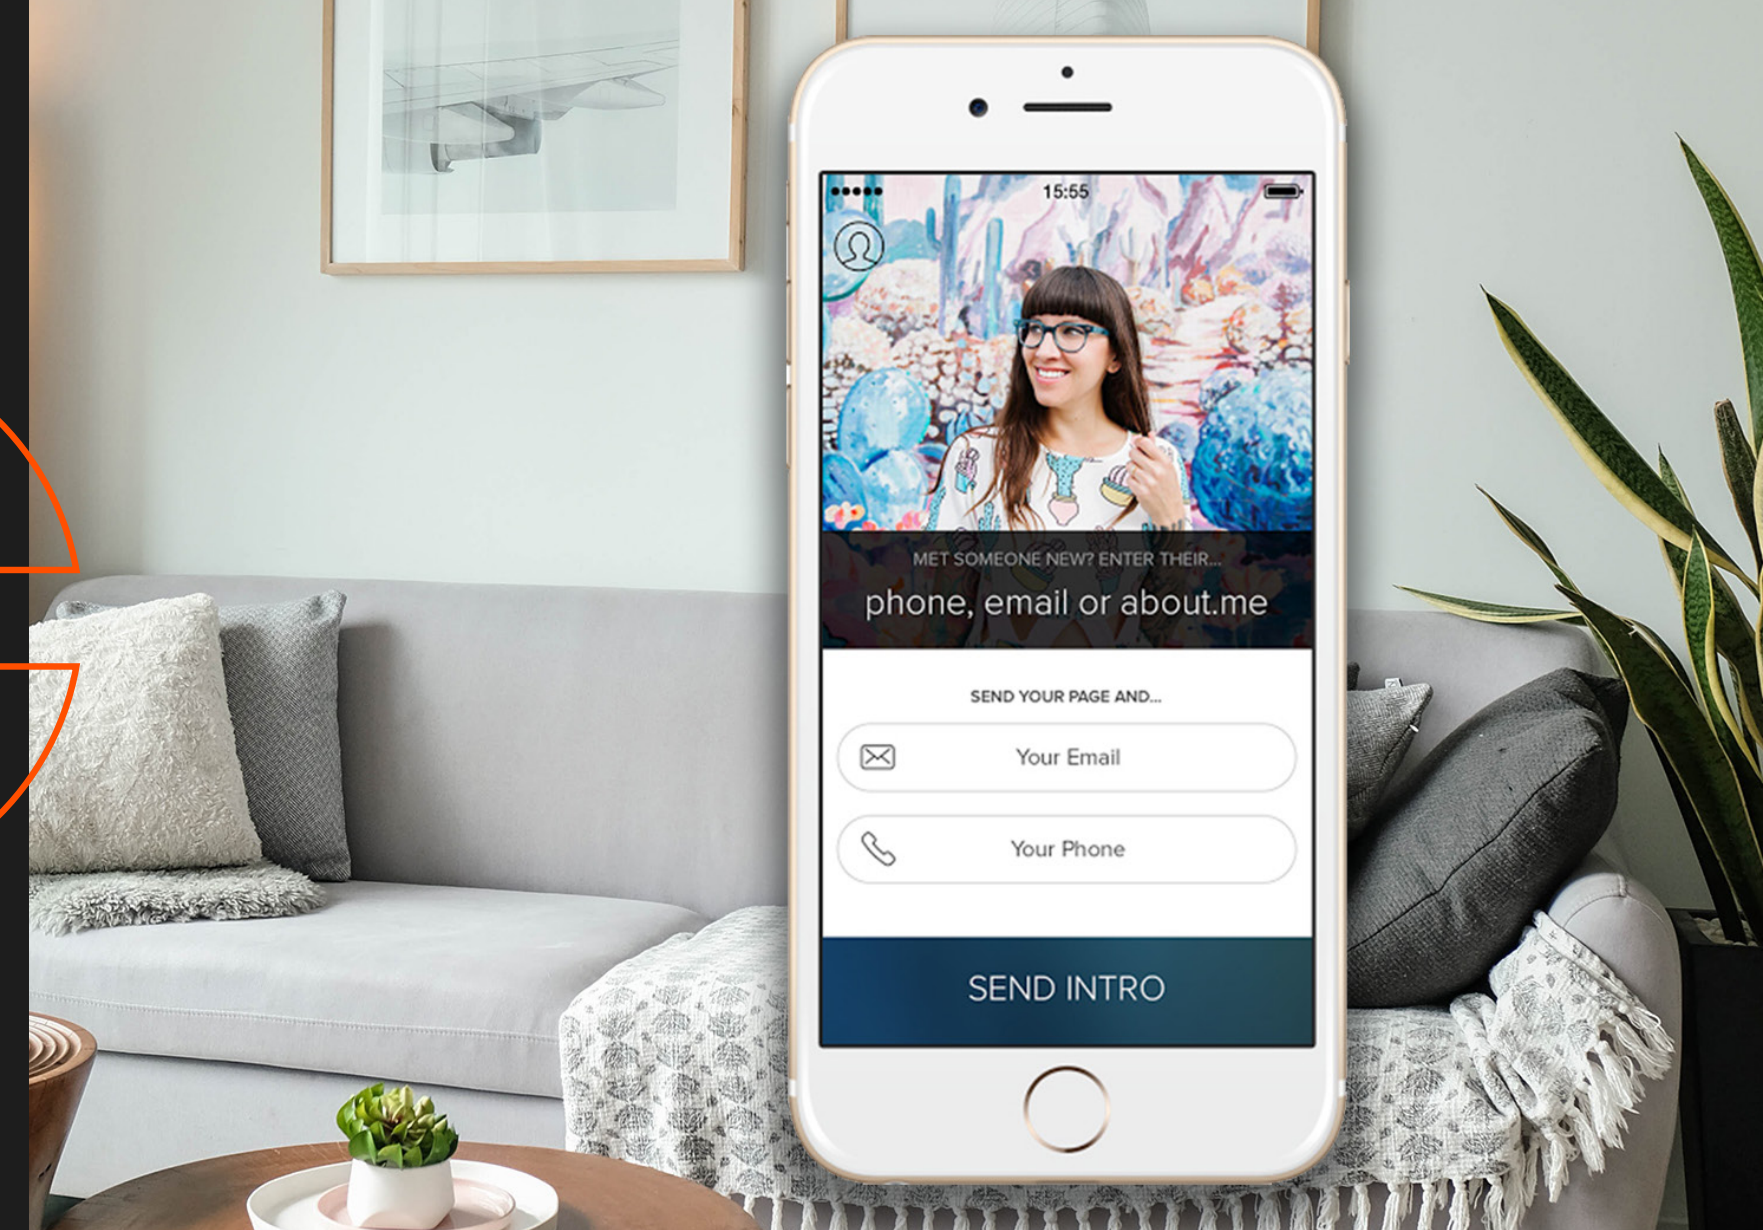 15:55
MET SOMEONE NEW? ENTER THEIR...
phone, email or about.me
SEND YOUR PAGE AND...
Your Email
Your Phone
SEND INTRO